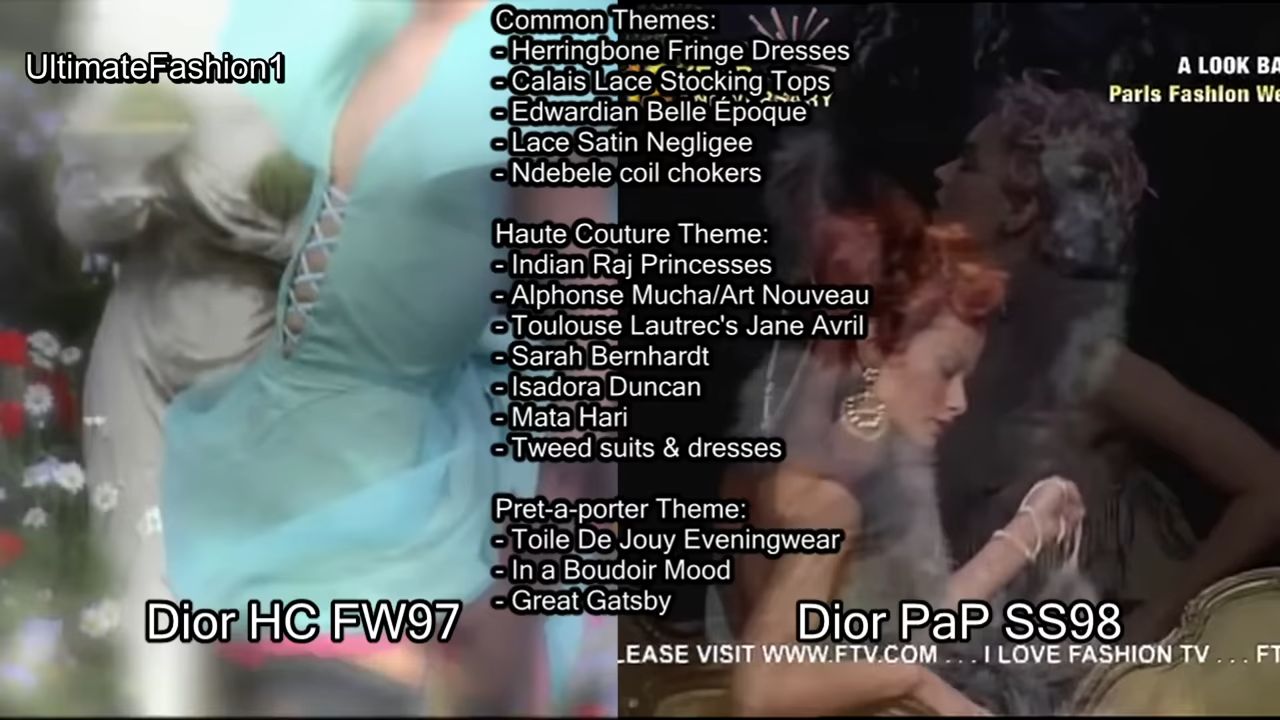 UltimateFashion1
Common Themes:
- Herringbone Fringe Dresses
- Calais Lace Stocking Tops
- Edwardian Belle Époque
- Lace Satin Negligee
- Ndebele coil chokers
Haute Couture Theme:
- Indian Raj Princesses
- Alphonse Mucha/Art Nouveau
- Toulouse Lautrec's Jane Avril
- Sarah Bernhardt
- Isadora Duncan
- Mata Hari
- Tweed suits & dresses
Pret-a-porter Theme:
- Toile De Jouy Eveningwear
- In a Boudoir Mood
- Great Gatsby
A LOOK BA
Paris Fashion We
Dior HC FW97
Dior PaP SS98
LEASE VISIT WWW.FTV.COM . . . I LOVE FASHION TV . . . FT